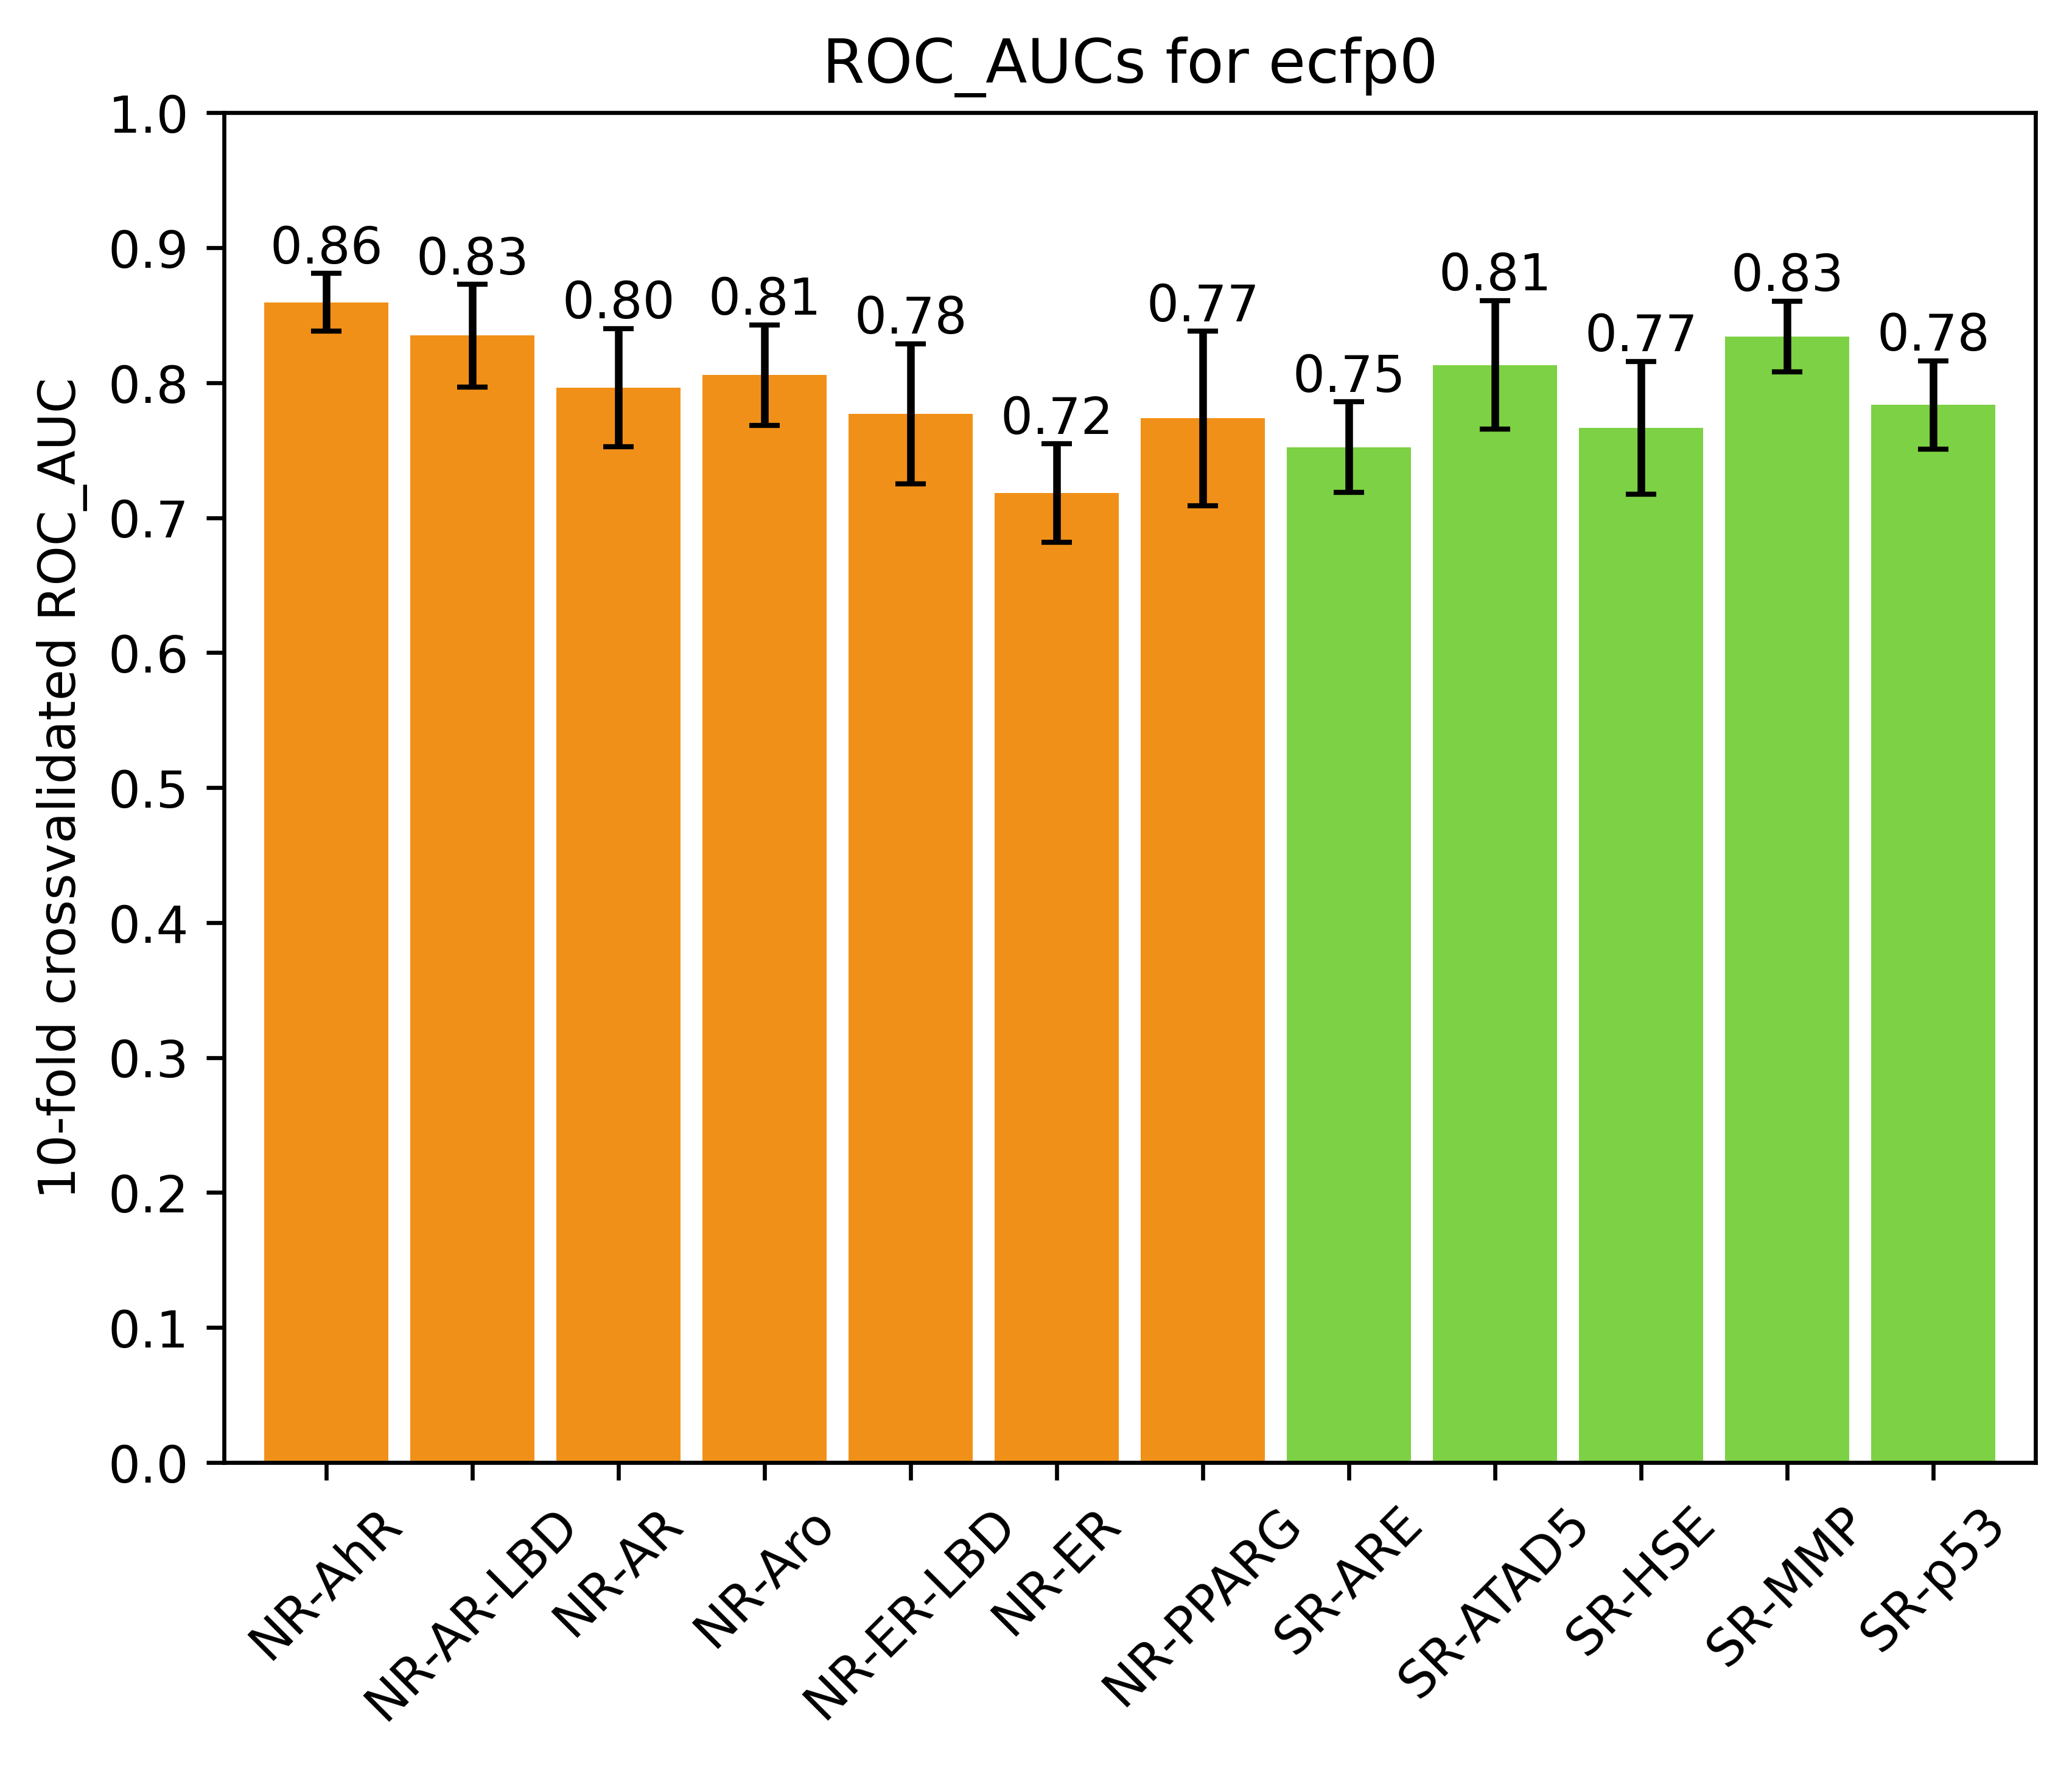 ROC_AUCs for ecfp0
10-fold crossvalidated ROC_AUC
1.0
0.9
0.8
0.7
0.6
0.5
0.4
0.3
0.2
0.1
0.0
0.86
0.83
0.80
0.81
0.78
0.72
0.77
0.75
0.81
0.77
0.83
0.78
NR-AhR
NR-AR-LBD
NR-AR
NR-Aro
NR-ER-LBD
NR-ER
NR-PPARG
SR-ARE
SR-ATAD5
SR-HSE
SR-MMP
SR-p53